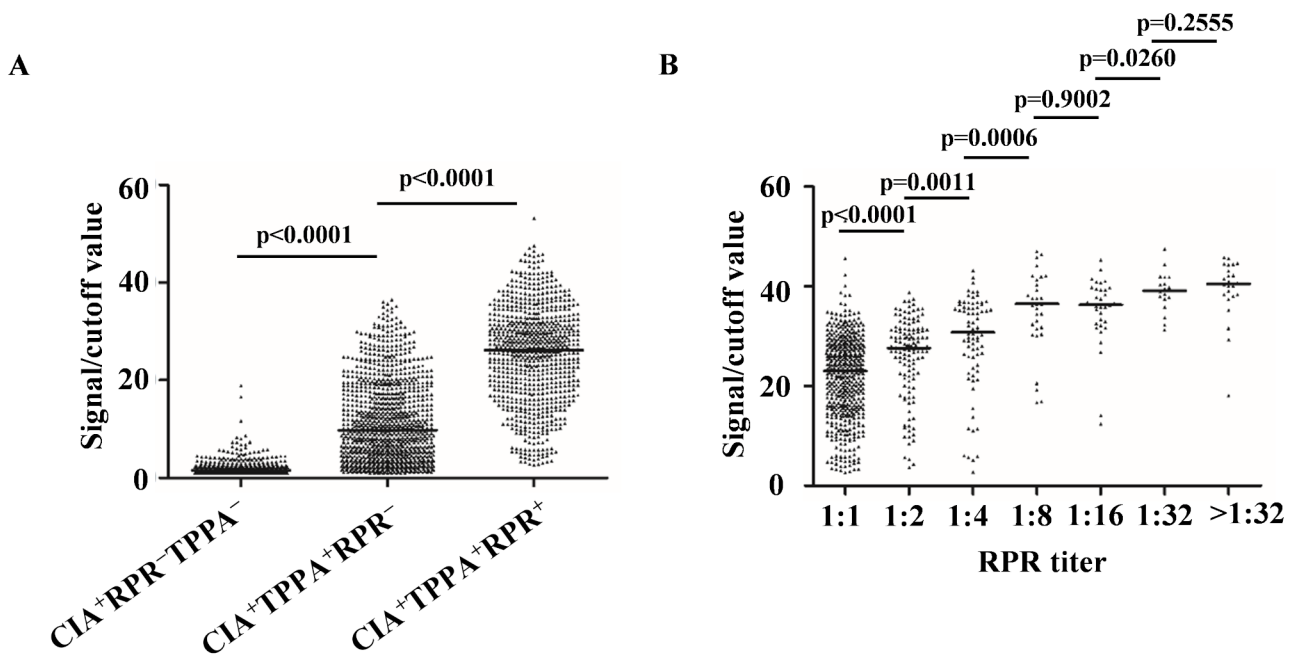 A
Signal/cutoff value
60
40
20
0
p<0.0001
p<0.0001
CIA⁺RPR⁻TPPA⁻
CIA⁺TPPA⁺RPR⁻
CIA⁺TPPA⁺RPR⁺
B
p=0.2555
p=0.0260
p=0.9002
p=0.0006
p=0.0011
p<0.0001
Signal/cutoff value
60
40
20
0
1:1 1:2 1:4 1:8 1:16 1:32 >1:32
RPR titer